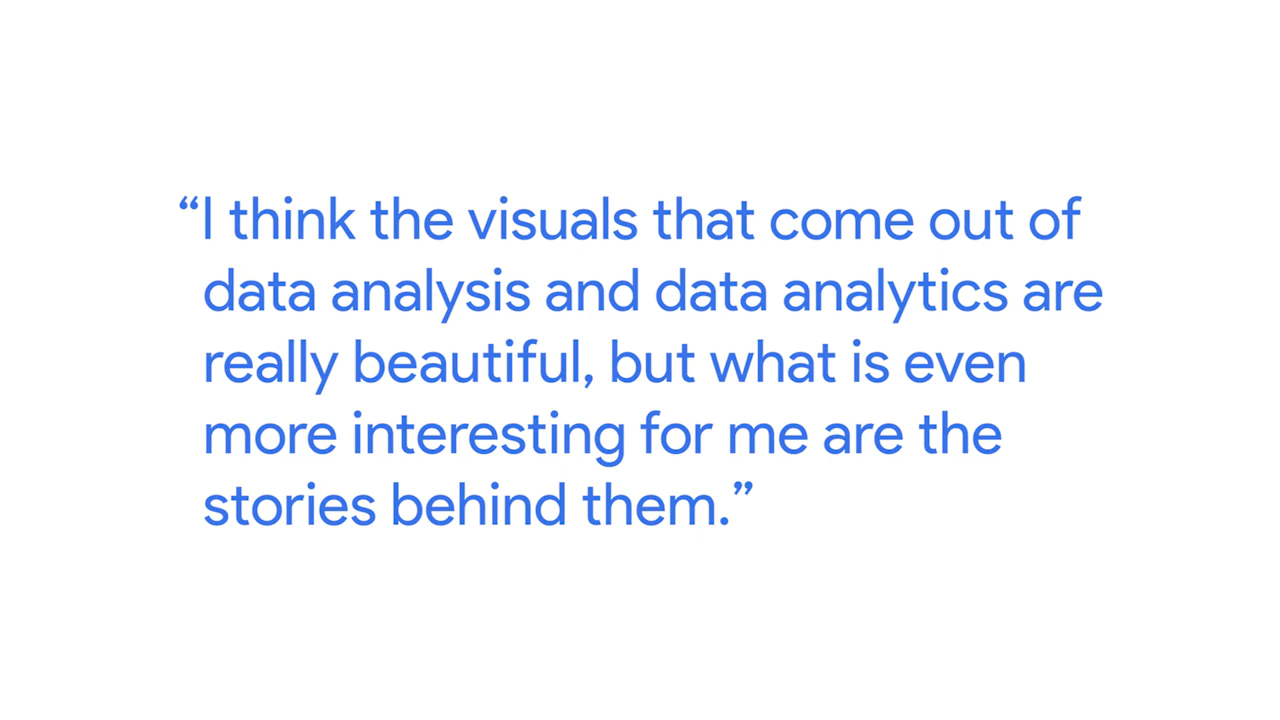 “I think the visuals that come out of
data analysis and data analytics are
really beautiful, but what is even
more interesting for me are the
stories behind them.”